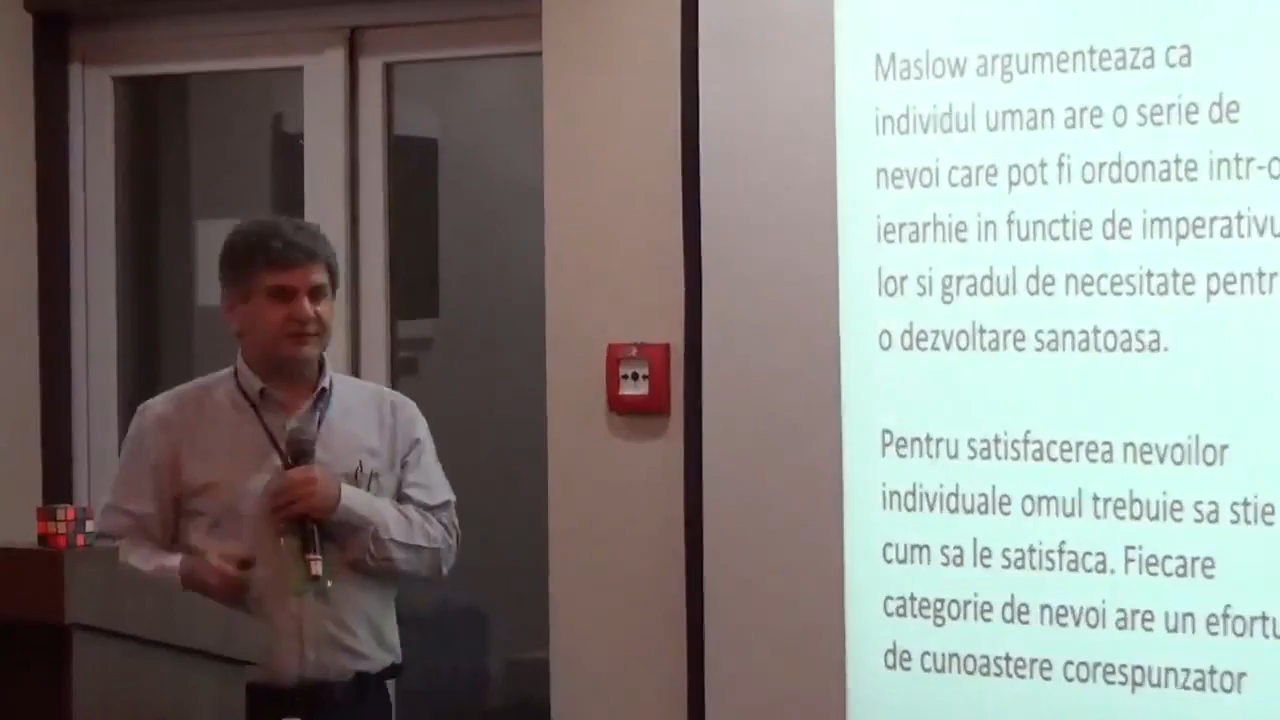 Maslow argumenteaza ca
individul uman are o serie de
nevoi care pot fi ordonate intr-o
ierarhie in functie de imperativu
lor si gradul de necesitate pentr
o dezvoltare sanatoasa.
Pentru satisfacerea nevoilor
individuale omul trebuie sa stie
cum sa le satisfaca. Fiecare
categorie de nevoi are un efortu
de cunoastere corespunzator